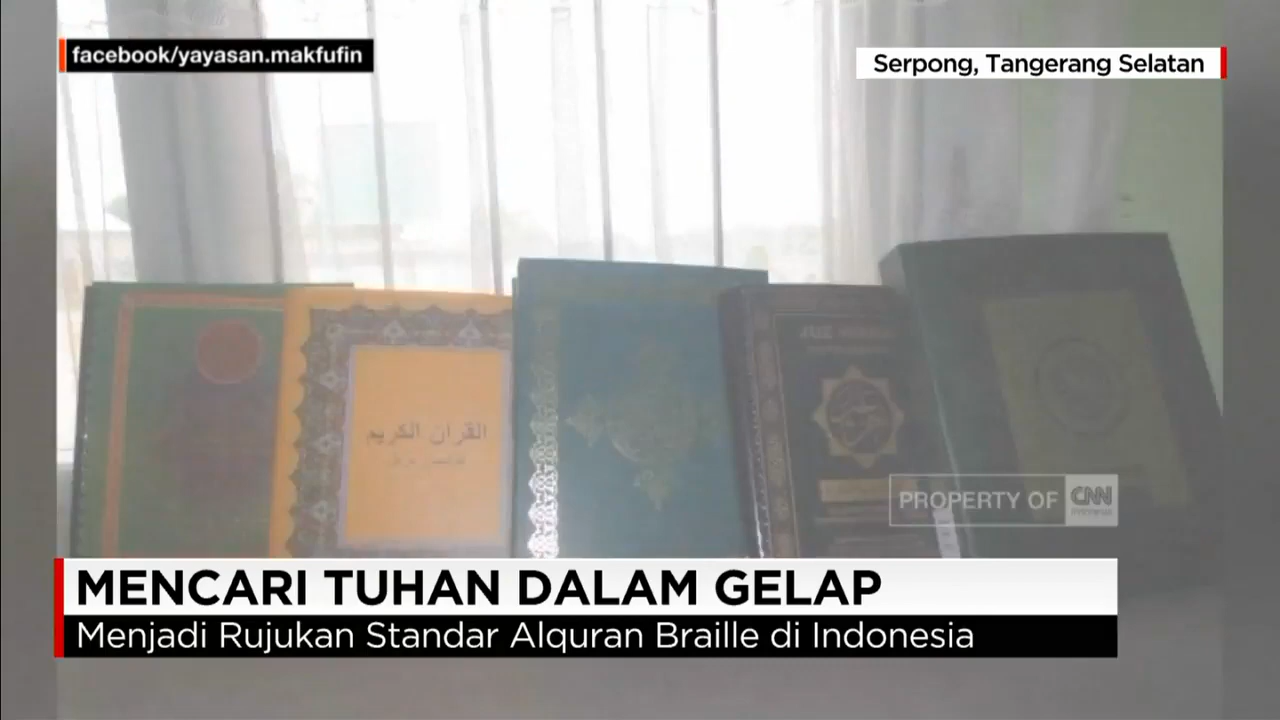 facebook/yayasan.makfufin
Serpong, Tangerang Selatan
القرآن الكريم
PROPERTY OF CNN
MENCARI TUHAN DALAM GELAP
Menjadi Rujukan Standar Alquran Braille di Indonesia